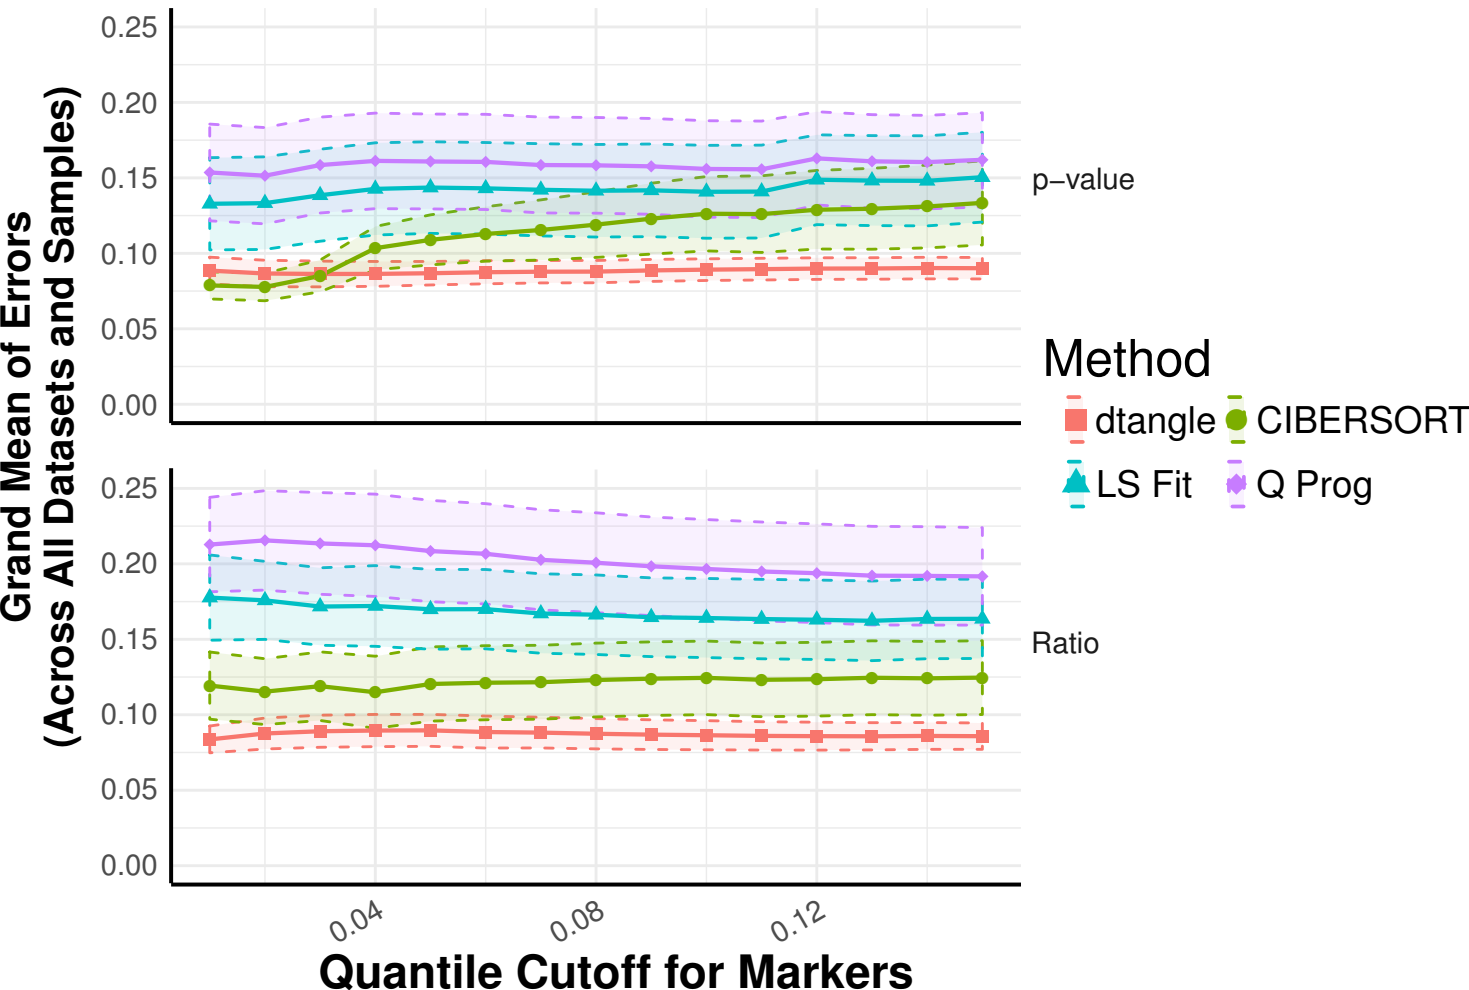 Grand Mean of Errors
(Across All Datasets and Samples)
0.25
0.20
0.15
0.10
0.05
0.00
p−value
0.25
0.20
0.15
0.10
0.05
0.00
Ratio
0.04
0.08
0.12
Quantile Cutoff for Markers
Method
dtangle CIBERSORT
LS Fit Q Prog